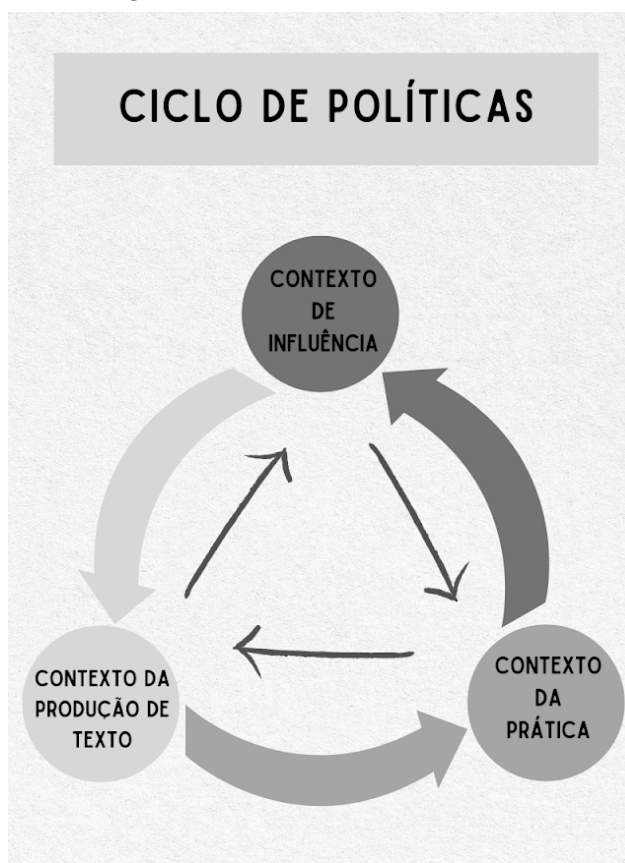 CICLO DE POLÍTICAS
CONTEXTO
DE
INFLUÊNCIA
CONTEXTO DA
PRODUÇÃO DE
TEXTO
CONTEXTO
DA
PRÁTICA